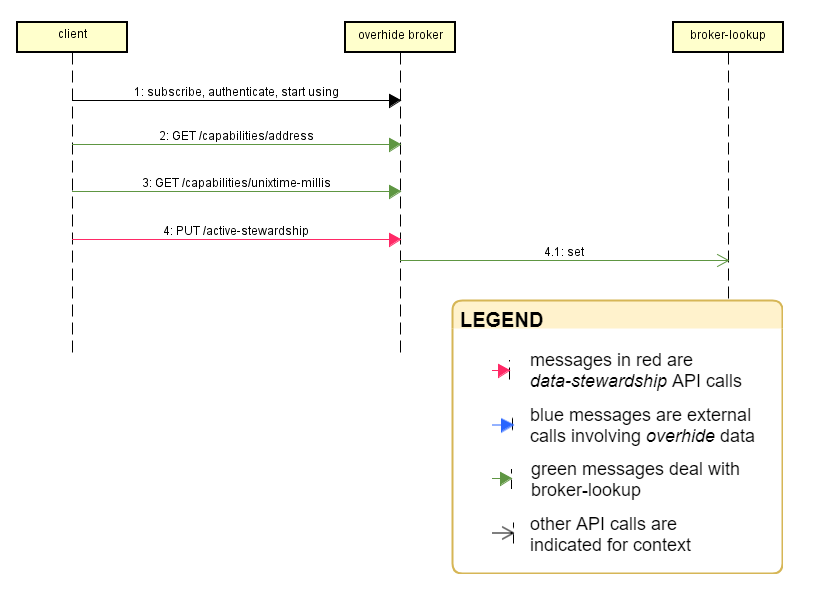 client
overhide broker
broker-lookup
1: subscribe, authenticate, start using
2: GET /capabilities/address
3: GET /capabilities/unixtime-millis
4: PUT /active-stewardship
4.1: set
LEGEND
messages in red are
data-stewardship API calls
blue messages are external
calls involving overhide data
green messages deal with
broker-lookup
other API calls are
indicated for context